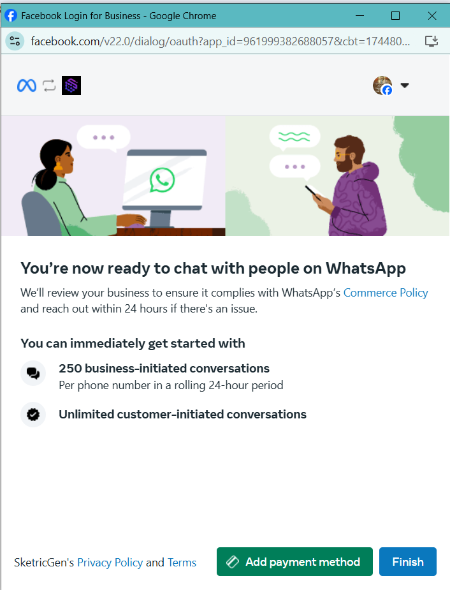 Facebook Login for Business - Google Chrome
facebook.com/v22.0/dialog/oauth?app_id=961999382688057&cbt=174480...
You're now ready to chat with people on WhatsApp
We'll review your business to ensure it complies with WhatsApp's Commerce Policy
and reach out within 24 hours if there's an issue.
You can immediately get started with
250 business-initiated conversations
Per phone number in a rolling 24-hour period
Unlimited customer-initiated conversations
SketricGen's Privacy Policy and Terms
Add payment method
Finish